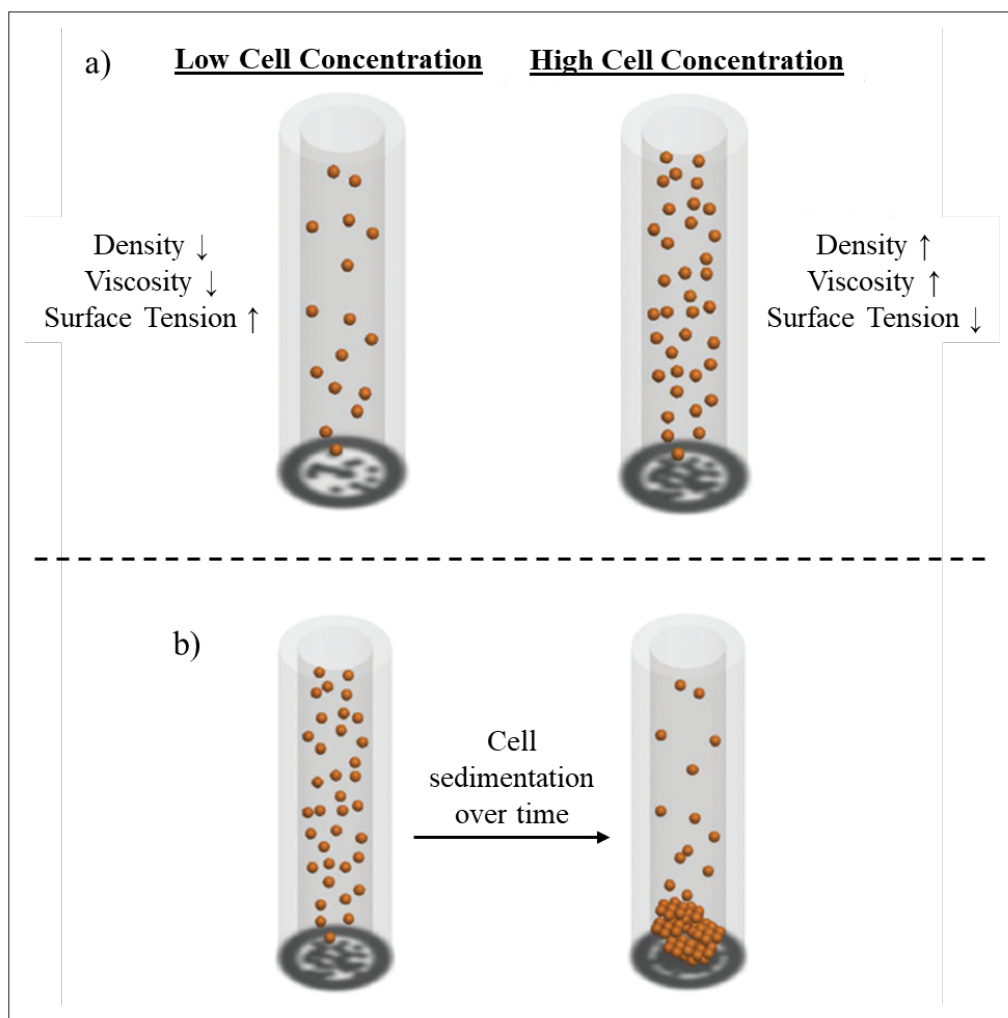 a)
Low Cell Concentration
High Cell Concentration
Density ↓
Viscosity ↓
Surface Tension ↑
Density ↑
Viscosity ↑
Surface Tension ↓
b)
Cell
sedimentation
over time